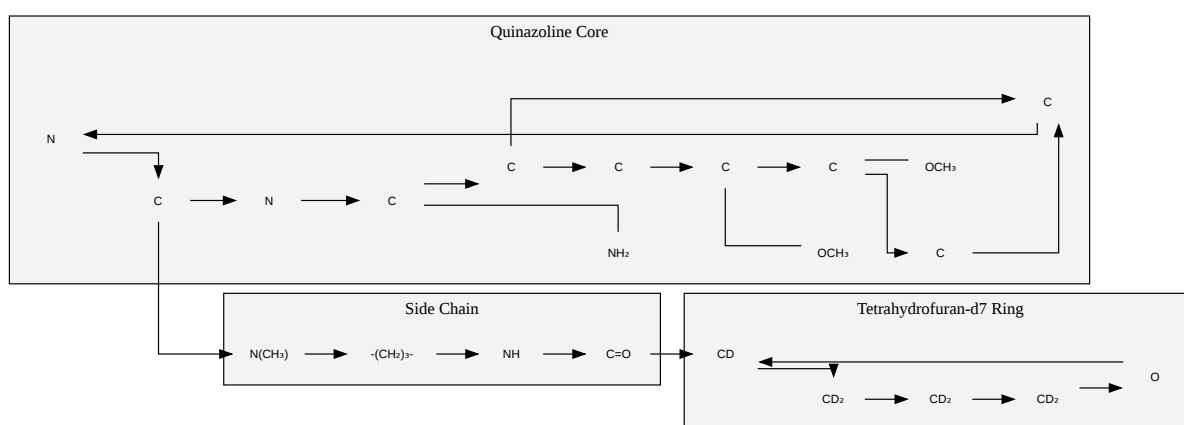 Quinazoline Core
C
N
C C C C OCH₃
C N C
NH₂ OCH₃ C
Side Chain
N(CH₃) -(CH₂)₃- NH C=O
Tetrahydrofuran-d7 Ring
CD
O
CD₂ CD₂ CD₂